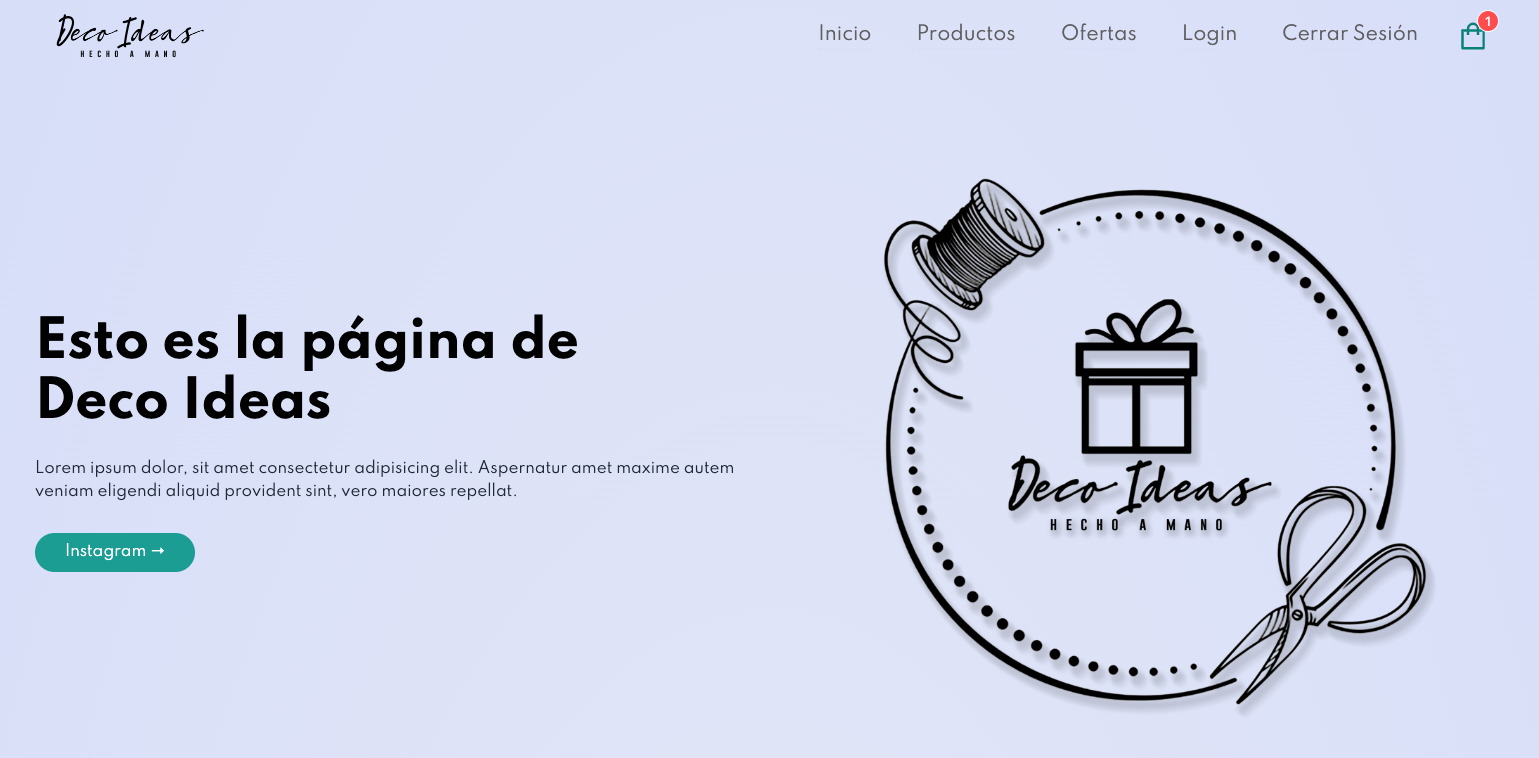 Deco Ideas
HECHO A MANO
Inicio Productos Ofertas Login Cerrar Sesión 1
Esto es la página de
Deco Ideas
Lorem ipsum dolor, sit amet consectetur adipisicing elit. Aspernatur amet maxime autem
veniam eligendi aliquid provident sint, vero maiores repellat.
Instagram ➞
Deco Ideas
HECHO A MANO